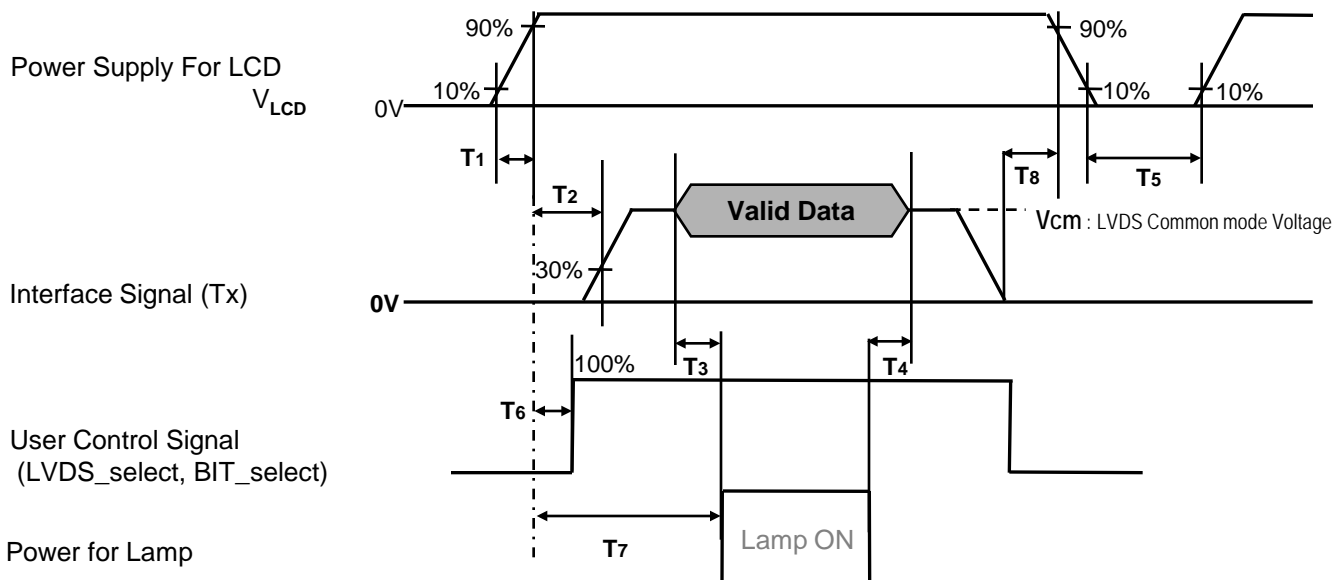 90%
90%
Power Supply For LCD
VLCD
10%
10%
10%
0V
T1
T8
T5
T2
Valid Data
Vcm : LVDS Common mode Voltage
30%
Interface Signal (Tx)
0V
T3
T4
100%
T6
User Control Signal
(LVDS_select, BIT_select)
T7
Lamp ON
Power for Lamp